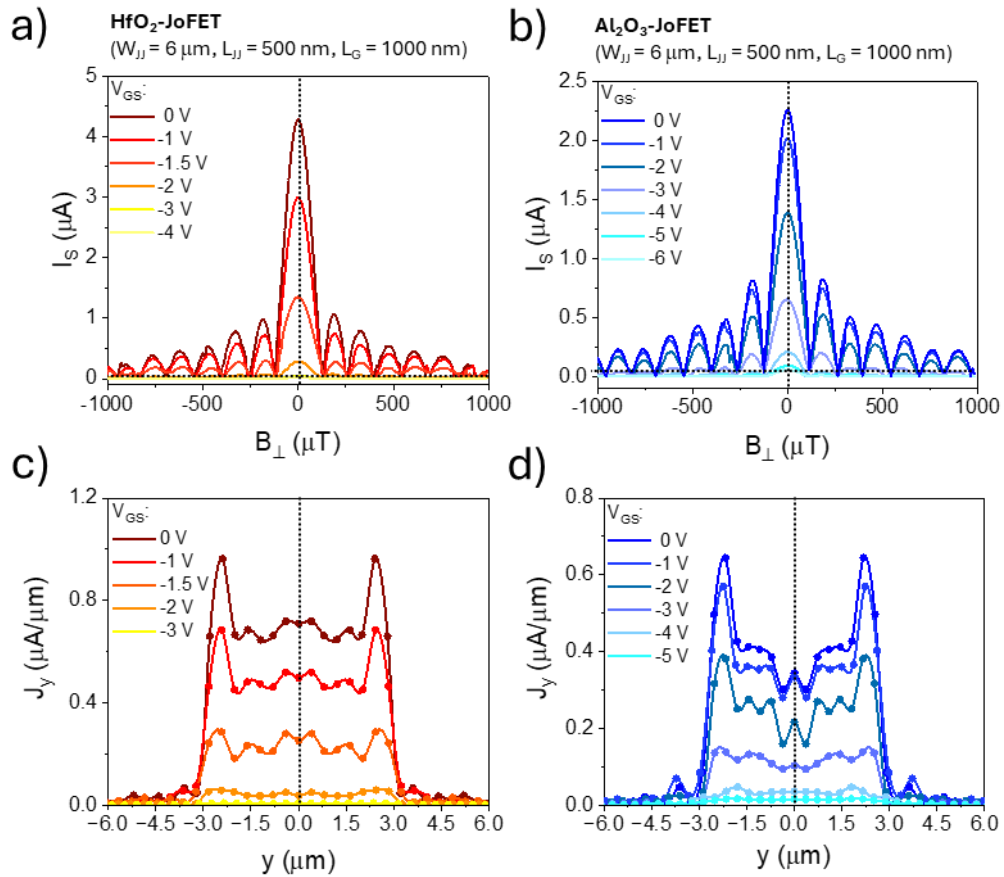 a)
HfO₂-JoFET
(W_JJ = 6 μm, L_JJ = 500 nm, L_G = 1000 nm)
V_GS:
0 V
-1 V
-1.5 V
-2 V
-3 V
-4 V
I_S (μA)
5
4
3
2
1
0
-1000
-500
0
500
1000
B_⊥ (μT)
b)
Al₂O₃-JoFET
(W_JJ = 6 μm, L_JJ = 500 nm, L_G = 1000 nm)
V_GS:
0 V
-1 V
-2 V
-3 V
-4 V
-5 V
-6 V
I_S (μA)
2.5
2.0
1.5
1.0
0.5
0.0
-1000
-500
0
500
1000
B_⊥ (μT)
c)
V_GS:
0 V
-1 V
-1.5 V
-2 V
-3 V
J_y (μA/μm)
1.2
0.8
0.4
0.0
−6.0
−4.5
−3.0
−1.5
0.0
1.5
3.0
4.5
6.0
y (μm)
d)
V_GS:
0 V
-1 V
-2 V
-3 V
-4 V
-5 V
J_y (μA/μm)
0.8
0.6
0.4
0.2
0.0
−6.0
−4.5
−3.0
−1.5
0.0
1.5
3.0
4.5
6.0
y (μm)